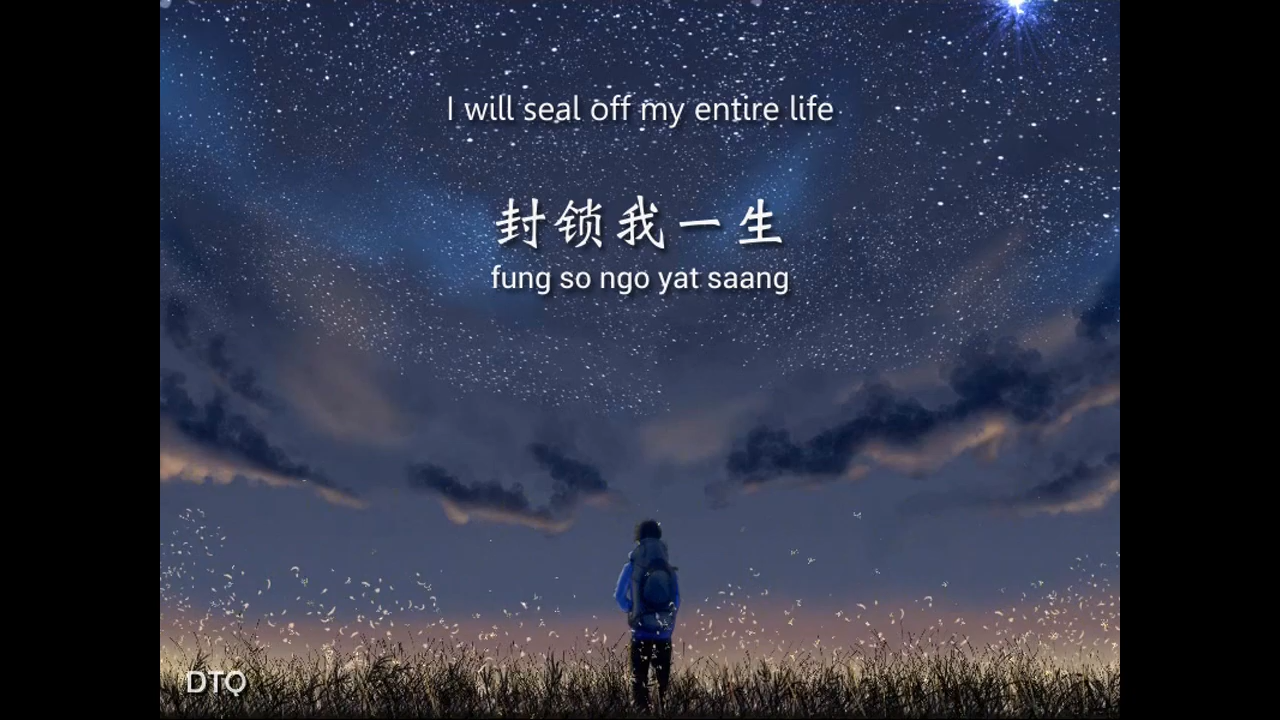 I will seal off my entire life
封锁我一生
fung so ngo yat saang
DTQ